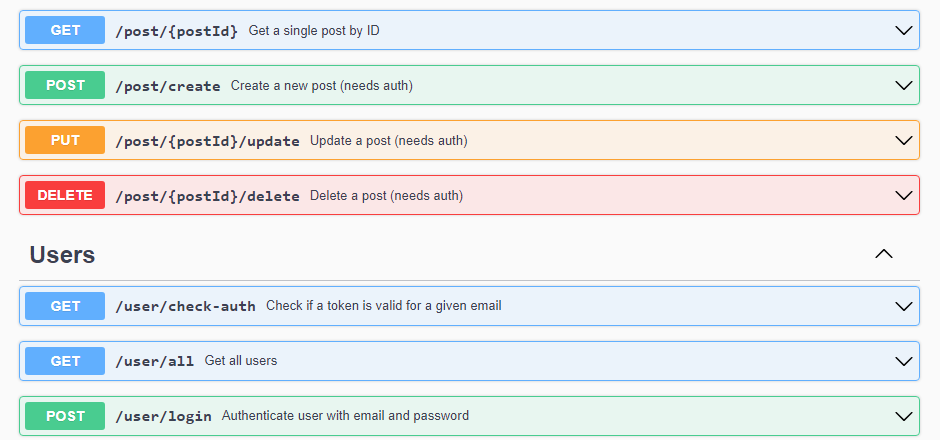 GET /post/{postId} Get a single post by ID
POST /post/create Create a new post (needs auth)
PUT /post/{postId}/update Update a post (needs auth)
DELETE /post/{postId}/delete Delete a post (needs auth)
Users
GET /user/check-auth Check if a token is valid for a given email
GET /user/all Get all users
POST /user/login Authenticate user with email and password